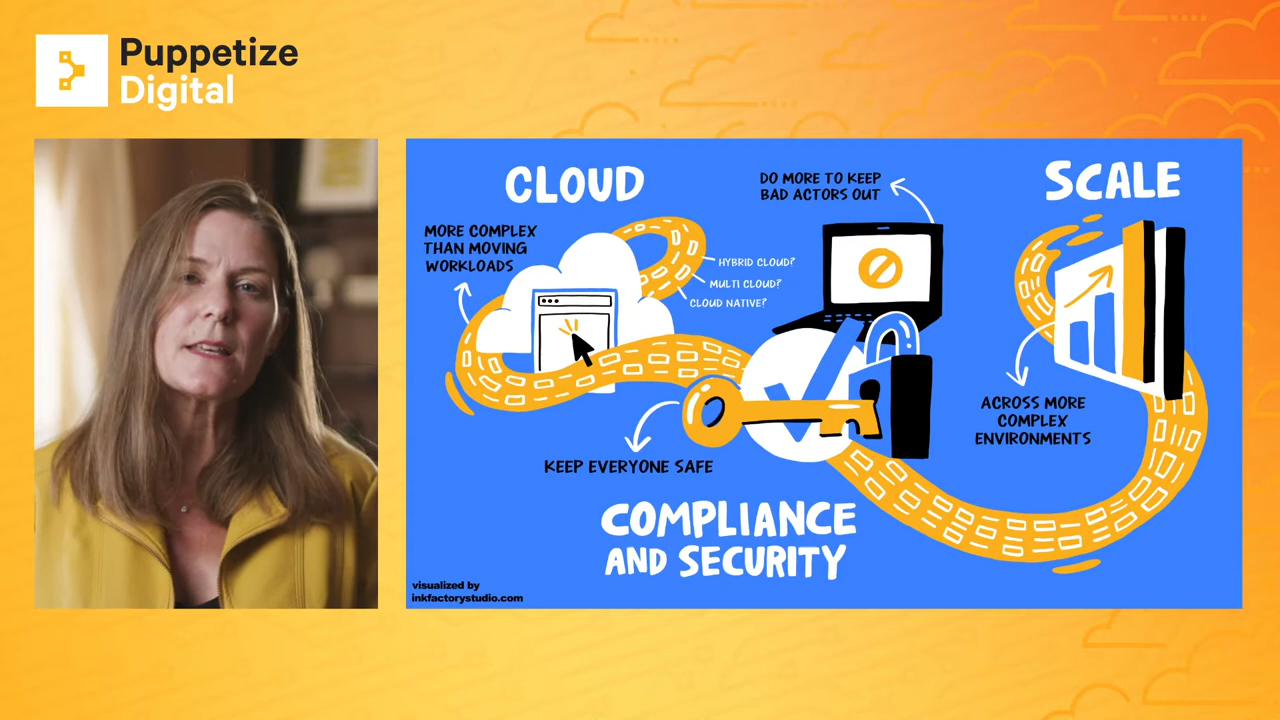 Puppetize
Digital
CLOUD
MORE COMPLEX
THAN MOVING
WORKLOADS
HYBRID CLOUD?
MULTI CLOUD?
CLOUD NATIVE?
DO MORE TO KEEP
BAD ACTORS OUT
SCALE
ACROSS MORE
COMPLEX
ENVIRONMENTS
KEEP EVERYONE SAFE
COMPLIANCE
AND SECURITY
visualized by
inkfactorystudio.com